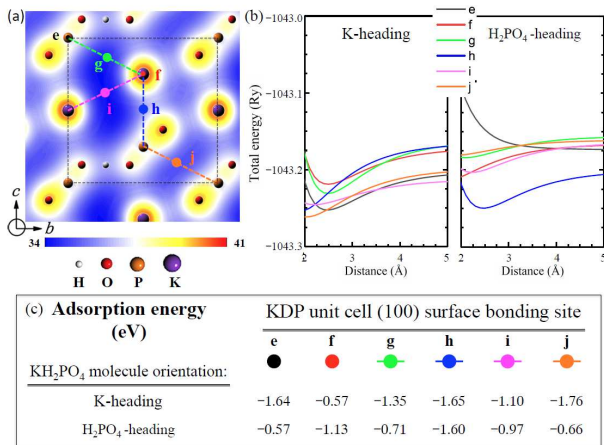 (a)
e
g
f
i
h
j
c
b
34
41
H O P K
(b)
−1043.0
−1043.1
−1043.2
−1043.3
Total energy (Ry)
K-heading
e
f
g
h
i
j
H₂PO₄-heading
2 3 4 5
Distance (Å)
2 3 4 5
Distance (Å)
(c) Adsorption energy (eV)
KDP unit cell (100) surface bonding site
e f g h i j
KH₂PO₄ molecule orientation:
K-heading −1.64 −0.57 −1.35 −1.65 −1.10 −1.76
H₂PO₄-heading −0.57 −1.13 −0.71 −1.60 −0.97 −0.66